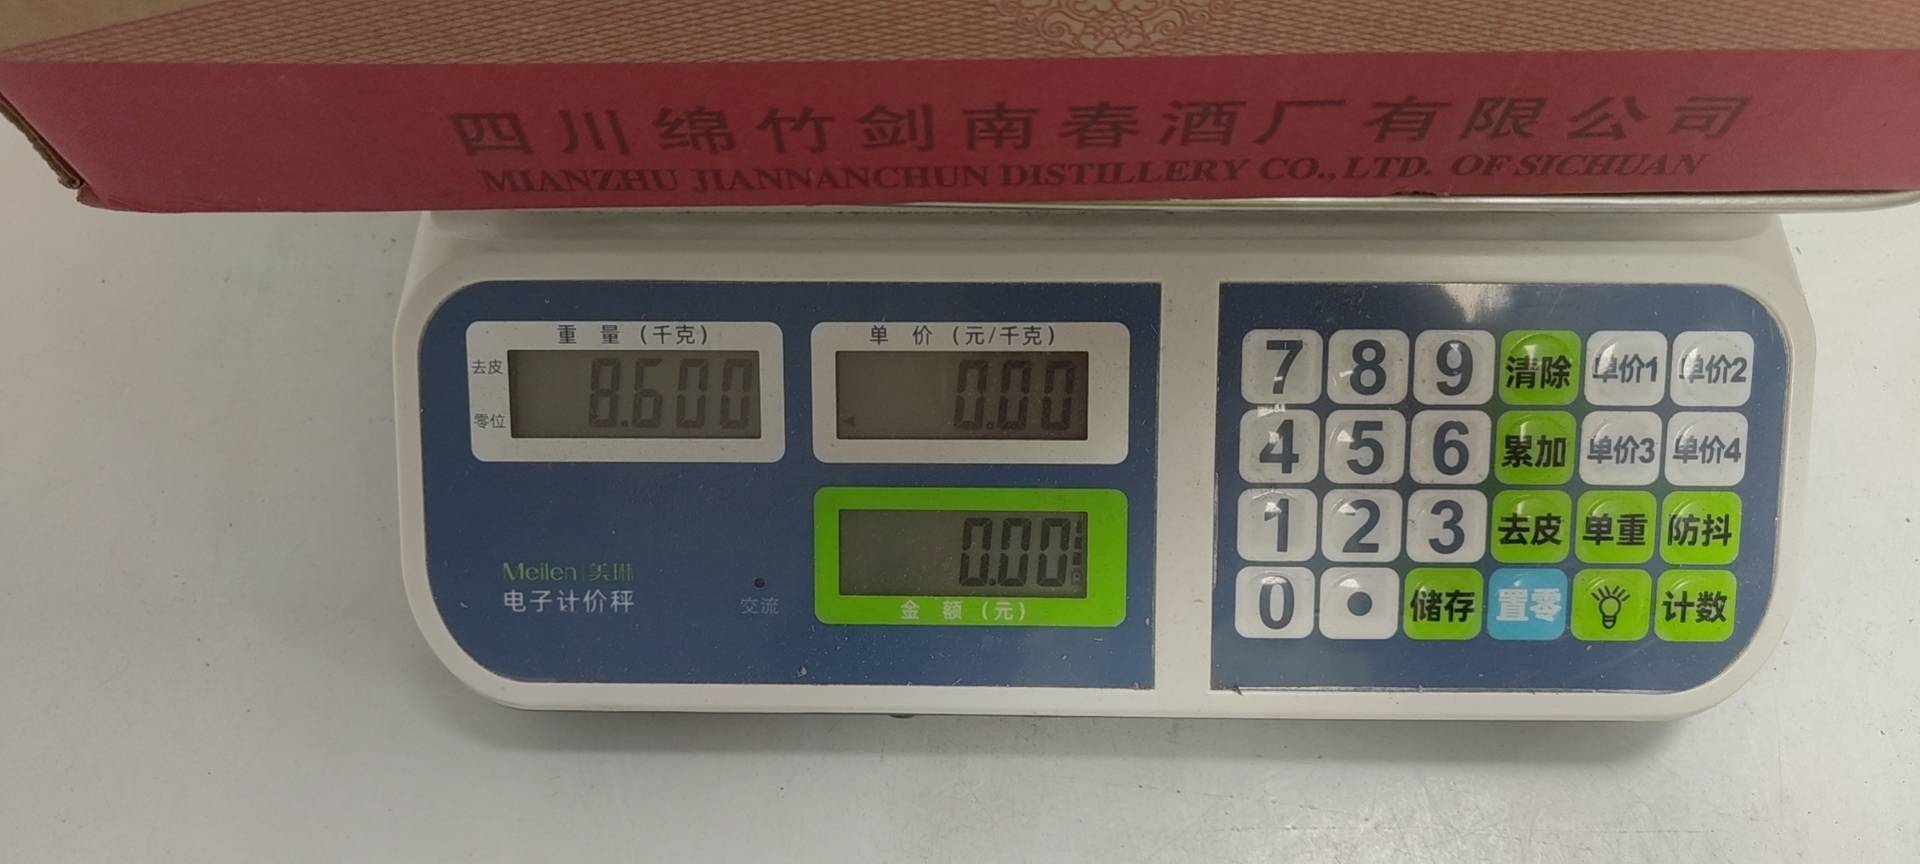 四川绵竹剑南春酒厂有限公司
MIANZHU JIANNANCHUN DISTILLERY CO., LTD. OF SICHUAN
重 量 (千克)
去皮
零位
8.600
单 价 (元/千克)
0.00
0.00
金 额 (元)
Meilen|美琳
电子计价秤
交流
7 8 9 清除 单价1 单价2
4 5 6 累加 单价3 单价4
1 2 3 去皮 单重 防抖
0 • 储存 置零 计数